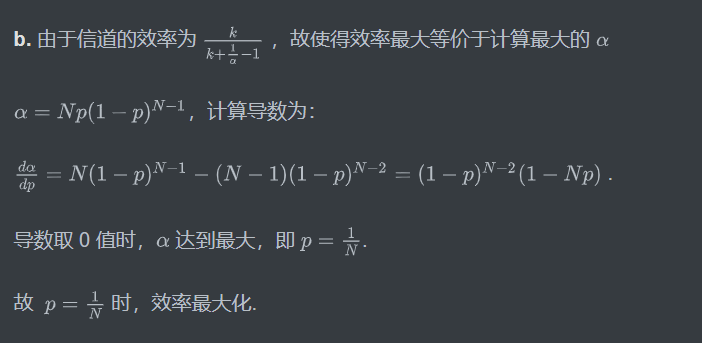 b. 由于信道的效率为 $\frac{k}{k+\frac{1}{\alpha}-1}$ ，故使得效率最大等价于计算最大的 $\alpha$
$\alpha = Np(1-p)^{N-1}$，计算导数为：
$\frac{d\alpha}{dp} = N(1-p)^{N-1} - (N-1)(1-p)^{N-2} = (1-p)^{N-2}(1-Np)$ .
导数取 0 值时，$\alpha$ 达到最大，即 $p = \frac{1}{N}$.
故 $p = \frac{1}{N}$ 时，效率最大化.